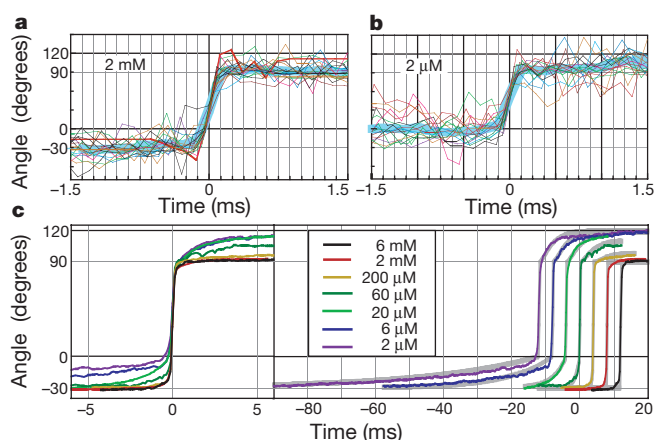 a
b
120
90
0
−30
Angle (degrees)
2 mM
2 μM
−1.5
0
1.5
−1.5
0
1.5
Time (ms)
Time (ms)
c
120
90
0
−30
Angle (degrees)
6 mM
2 mM
200 μM
60 μM
20 μM
6 μM
2 μM
−5
0
5
−80
−60
−40
−20
0
20
Time (ms)
Time (ms)